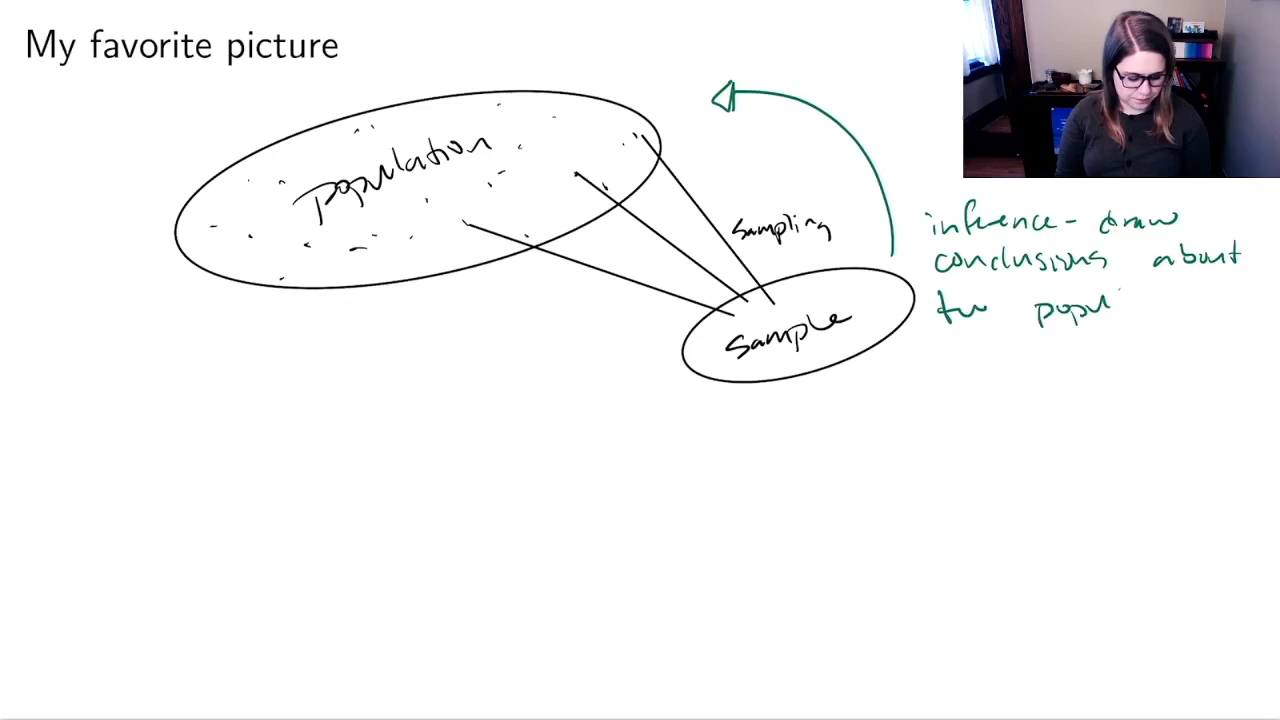 My favorite picture
population
Sampling
Sample
inference - draw
conclusions about
the popul